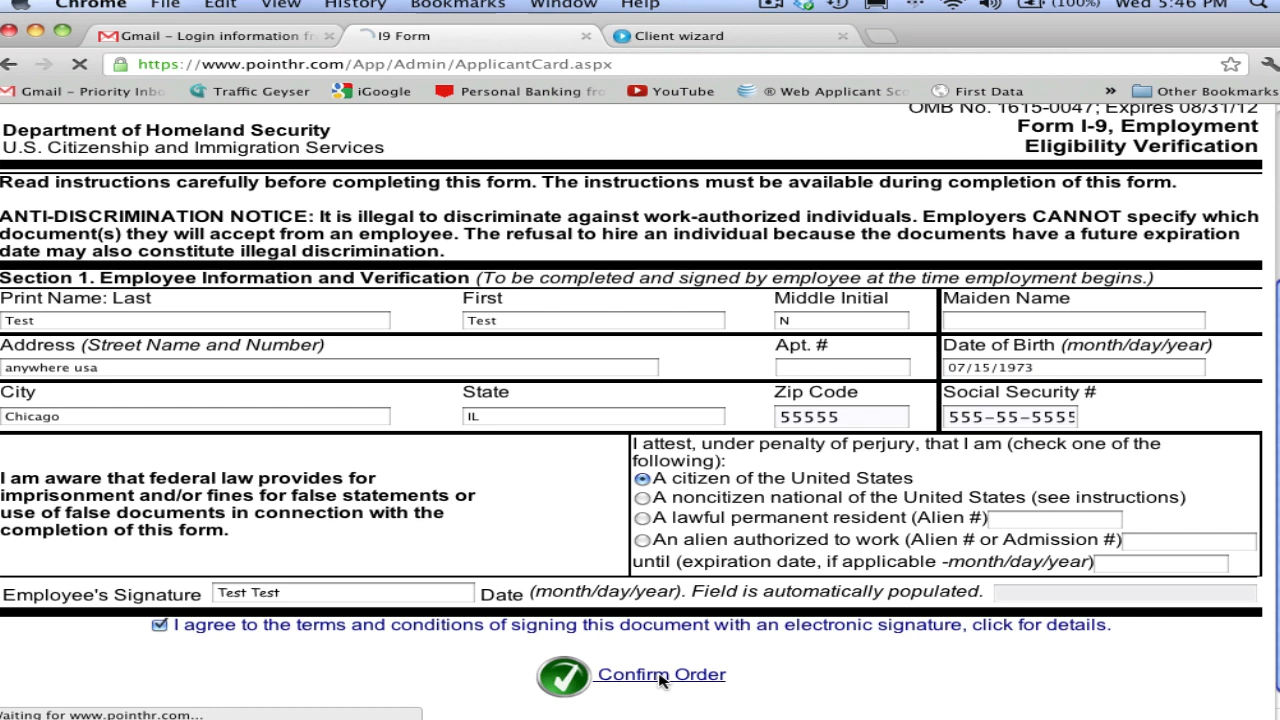 Chrome File Edit View History Bookmarks Window Help (100%) Wed 5:46 PM
Gmail – Login information fr I9 Form Client wizard
https://www.pointhr.com/App/Admin/ApplicantCard.aspx
Gmail – Priority Inbo Traffic Geyser iGoogle Personal Banking fro YouTube ® Web Applicant Sco First Data » Other Bookmarks
OMB No. 1615-0047; Expires 08/31/12
Department of Homeland Security
Form I-9, Employment
U.S. Citizenship and Immigration Services
Eligibility Verification
Read instructions carefully before completing this form. The instructions must be available during completion of this form.
ANTI-DISCRIMINATION NOTICE: It is illegal to discriminate against work-authorized individuals. Employers CANNOT specify which
document(s) they will accept from an employee. The refusal to hire an individual because the documents have a future expiration
date may also constitute illegal discrimination.
Section 1. Employee Information and Verification (To be completed and signed by employee at the time employment begins.)
Print Name: Last First Middle Initial Maiden Name
Test Test N
Address (Street Name and Number) Apt. # Date of Birth (month/day/year)
anywhere usa 07/15/1973
City State Zip Code Social Security #
Chicago IL 55555 555-55-5555
I am aware that federal law provides for
imprisonment and/or fines for false statements or
use of false documents in connection with the
completion of this form.
I attest, under penalty of perjury, that I am (check one of the
following):
A citizen of the United States
A noncitizen national of the United States (see instructions)
A lawful permanent resident (Alien #)
An alien authorized to work (Alien # or Admission #)
until (expiration date, if applicable -month/day/year)
Employee's Signature Test Test Date (month/day/year). Field is automatically populated.
I agree to the terms and conditions of signing this document with an electronic signature, click for details.
Confirm Order
Waiting for www.pointhr.com...